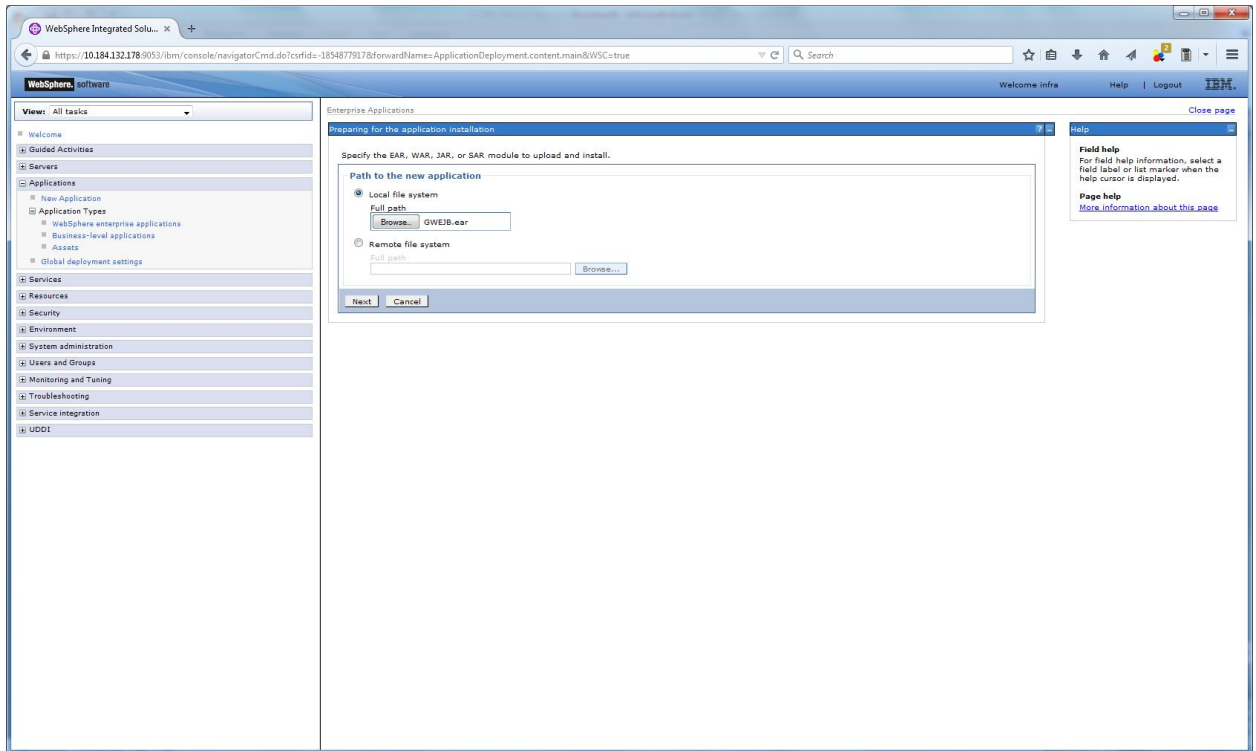 WebSphere Integrated Solu... × +
https://10.184.132.178:9053/ibm/console/navigatorCmd.do?csrfid=-1854877917&forwardName=ApplicationDeployment.content.main&WSC=true
Search
2
WebSphere. software
Welcome infra
Help | Logout
IBM.
View: All tasks
Welcome
Guided Activities
Servers
Applications
New Application
Application Types
WebSphere enterprise applications
Business-level applications
Assets
Global deployment settings
Services
Resources
Security
Environment
System administration
Users and Groups
Monitoring and Tuning
Troubleshooting
Service integration
UDDI
Enterprise Applications
Close page
Preparing for the application installation
? -
Specify the EAR, WAR, JAR, or SAR module to upload and install.
Path to the new application
Local file system
Full path
Browse... GWEJB.ear
Remote file system
Full path
Browse...
Next Cancel
Help
Field help
For field help information, select a
field label or list marker when the
help cursor is displayed.
Page help
More information about this page